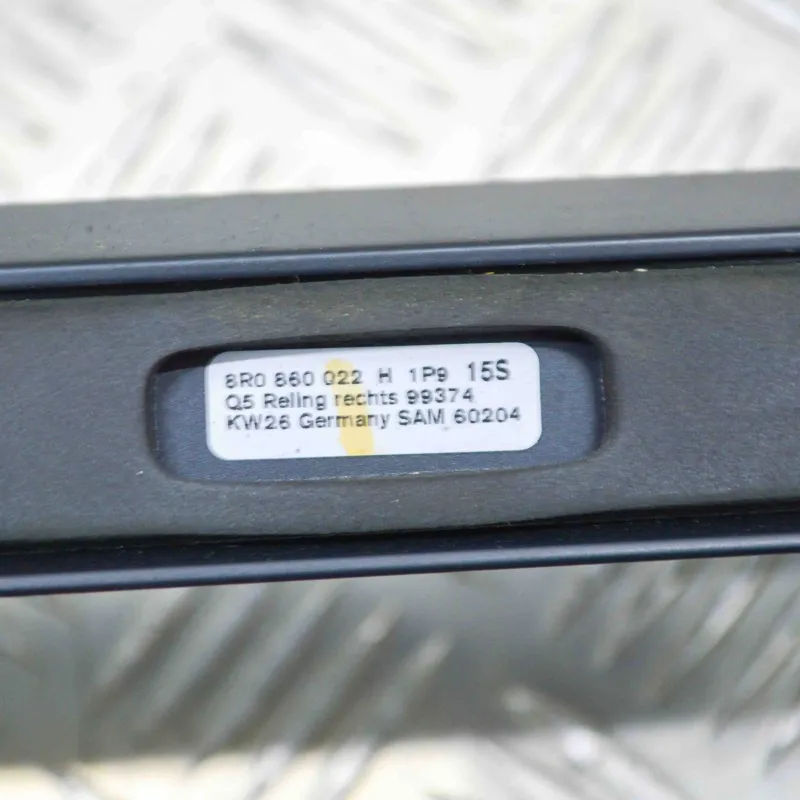 8R0 860 022 H 1P9 15S
Q5 Reling rechts 99374
KW26 Germany SAM 60204